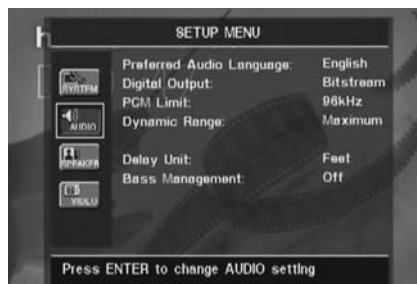 SETUP MENU
Preferred Audio Language: English
Digital Output: Bitstream
PCM Limit: 96kHz
Dynamic Range: Maximum
Delay Unit: Feet
Bass Management: Off
SYSTEM
AUDIO
SPEAKER
VIDEO
Press ENTER to change AUDIO setting